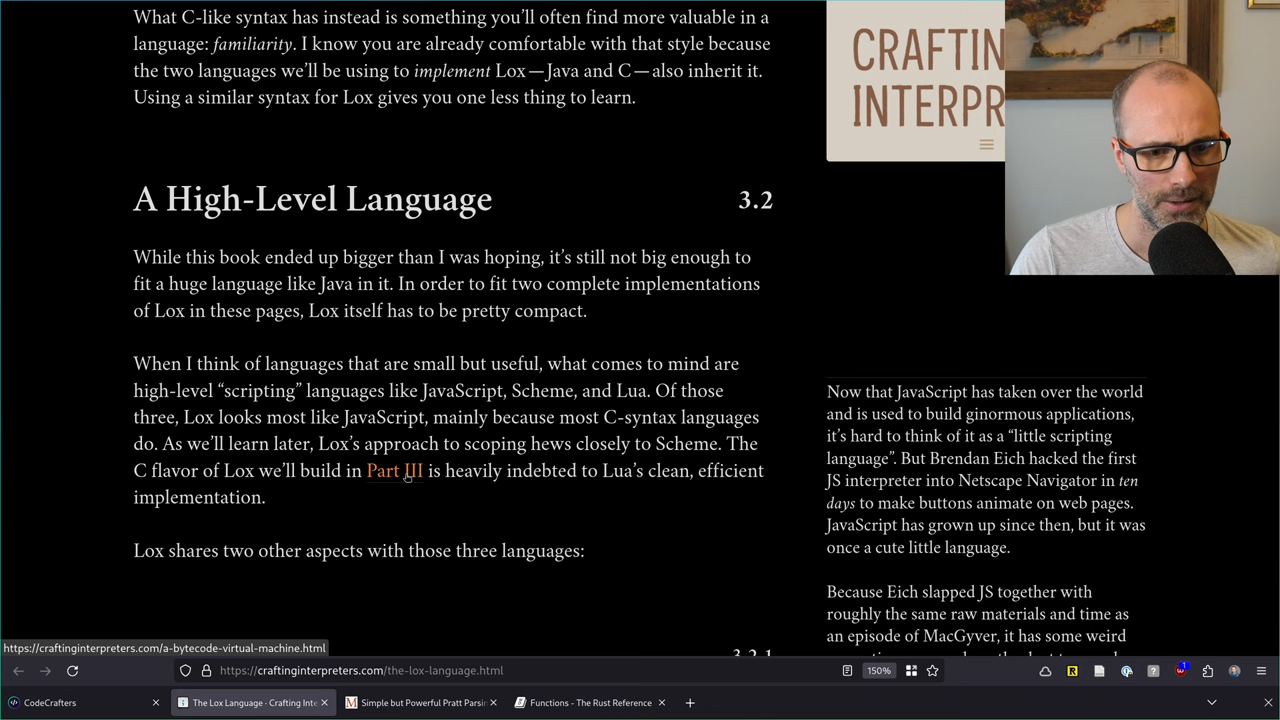 What C-like syntax has instead is something you'll often find more valuable in a
language: familiarity. I know you are already comfortable with that style because
the two languages we'll be using to implement Lox—Java and C—also inherit it.
Using a similar syntax for Lox gives you one less thing to learn.
CRAFTIN
INTERPR
A High-Level Language 3.2
While this book ended up bigger than I was hoping, it's still not big enough to
fit a huge language like Java in it. In order to fit two complete implementations
of Lox in these pages, Lox itself has to be pretty compact.
When I think of languages that are small but useful, what comes to mind are
high-level “scripting” languages like JavaScript, Scheme, and Lua. Of those
three, Lox looks most like JavaScript, mainly because most C-syntax languages
do. As we'll learn later, Lox's approach to scoping hews closely to Scheme. The
C flavor of Lox we'll build in Part III is heavily indebted to Lua's clean, efficient
implementation.
Lox shares two other aspects with those three languages:
Now that JavaScript has taken over the world
and is used to build ginormous applications,
it's hard to think of it as a “little scripting
language”. But Brendan Eich hacked the first
JS interpreter into Netscape Navigator in ten
days to make buttons animate on web pages.
JavaScript has grown up since then, but it was
once a cute little language.
Because Eich slapped JS together with
roughly the same raw materials and time as
an episode of MacGyver, it has some weird
3.2.1
https://craftinginterpreters.com/a-bytecode-virtual-machine.html
https://craftinginterpreters.com/the-lox-language.html 150% 1
CodeCrafters
The Lox Language · Crafting Inte
Simple but Powerful Pratt Parsin
Functions - The Rust Reference